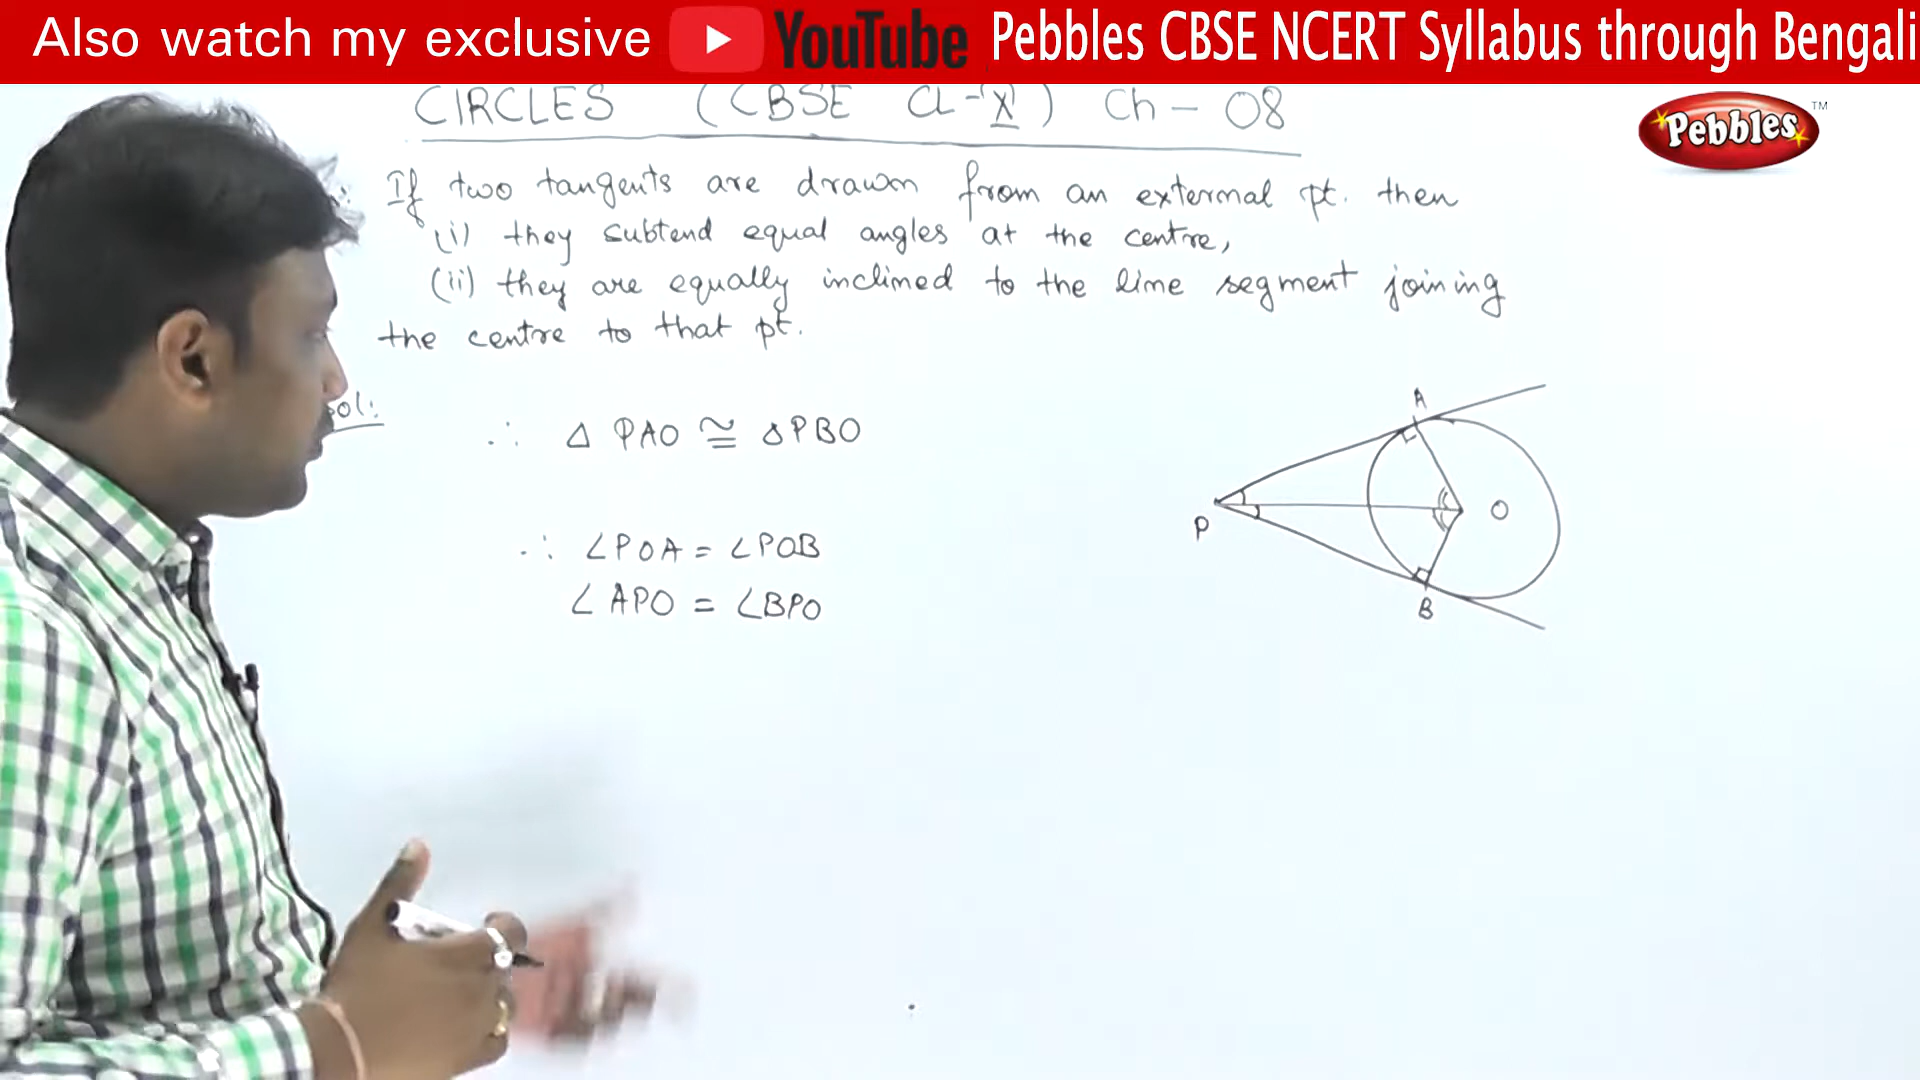 Also watch my exclusive YouTube Pebbles CBSE NCERT Syllabus through Bengali
CIRCLES (CBSE Cl-X) Ch - 08
Pebbles TM
If two tangents are drawn from an external pt. then
(i) they subtend equal angles at the centre,
(ii) they are equally inclined to the line segment joining
the centre to that pt.
∴ Δ PAO ≅ ΔPBO
∴ ∠POA = ∠POB
∠APO = ∠BPO
A
O
P
B